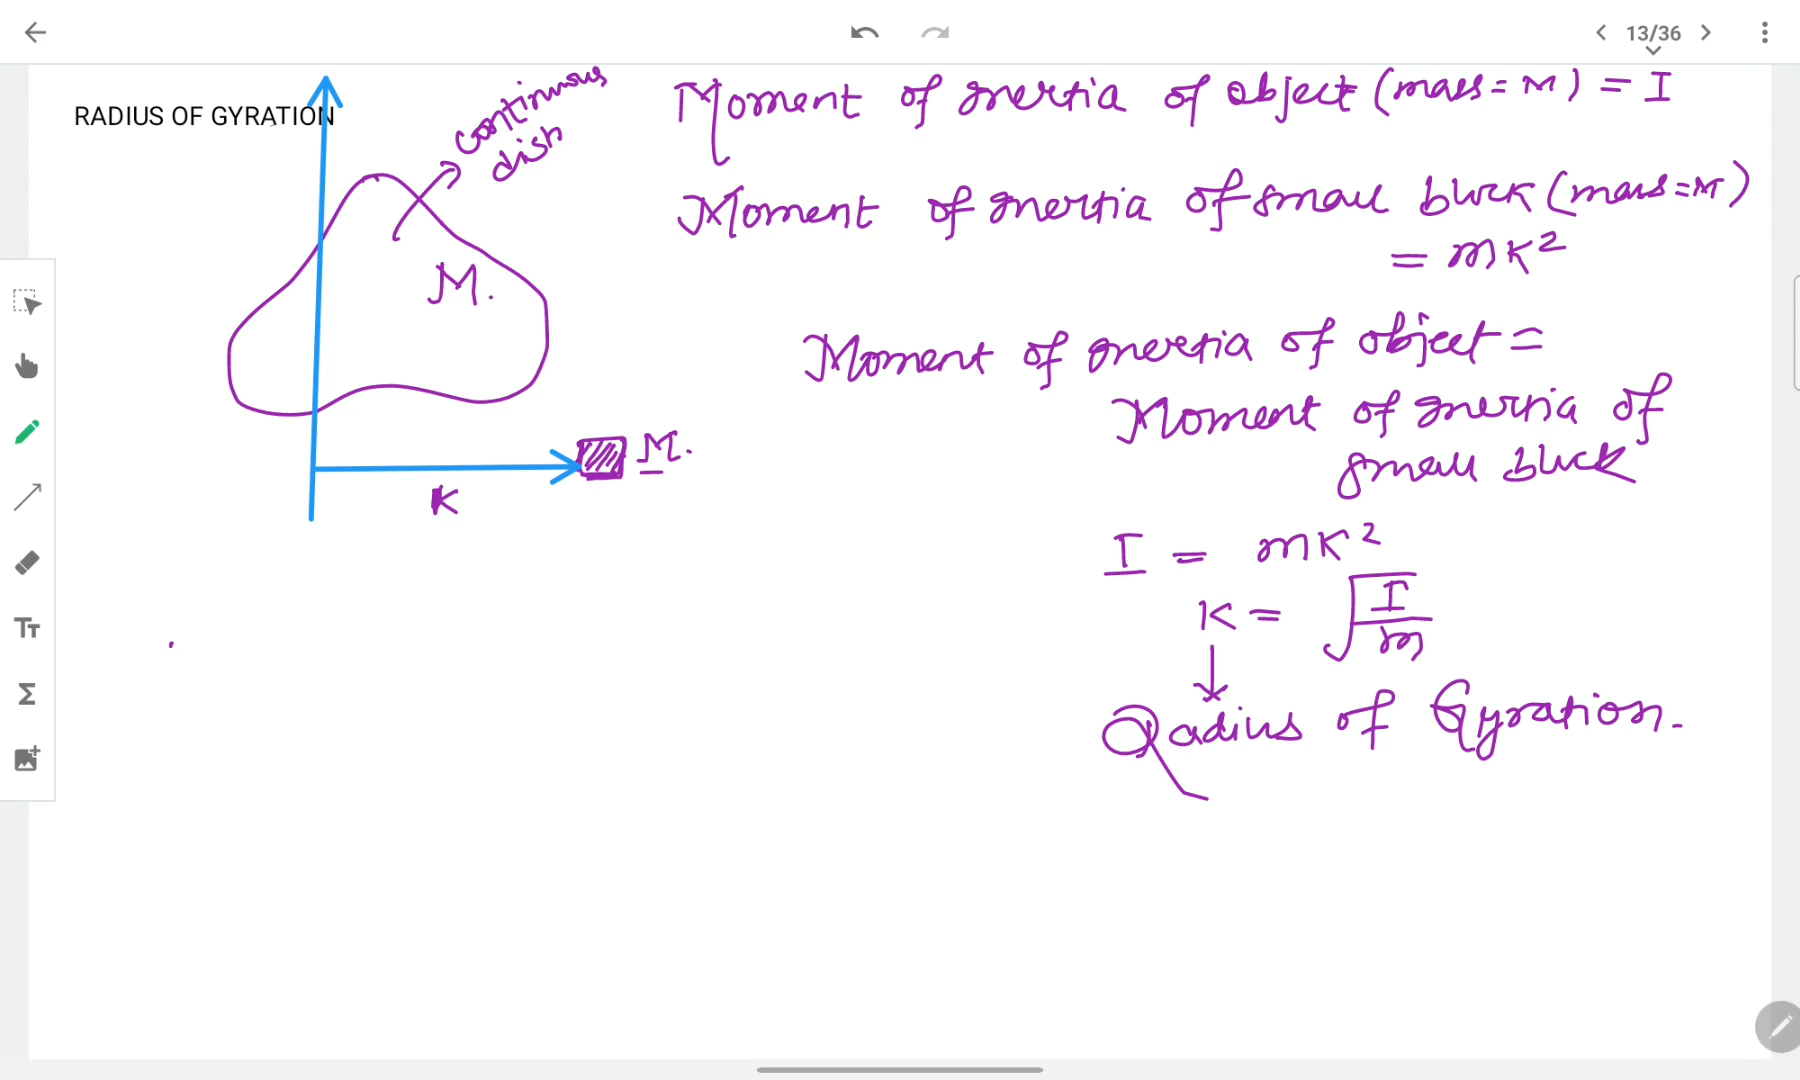 13/36
RADIUS OF GYRATION
continuous
dish
M.
M.
K
Moment of Inertia of object (mass = M) = I
Moment of Inertia of small block (mass = M)
= MK²
Moment of Inertia of object =
Moment of Inertia of
small block
I = MK²
K = √(I/M)
Radius of Gyration.